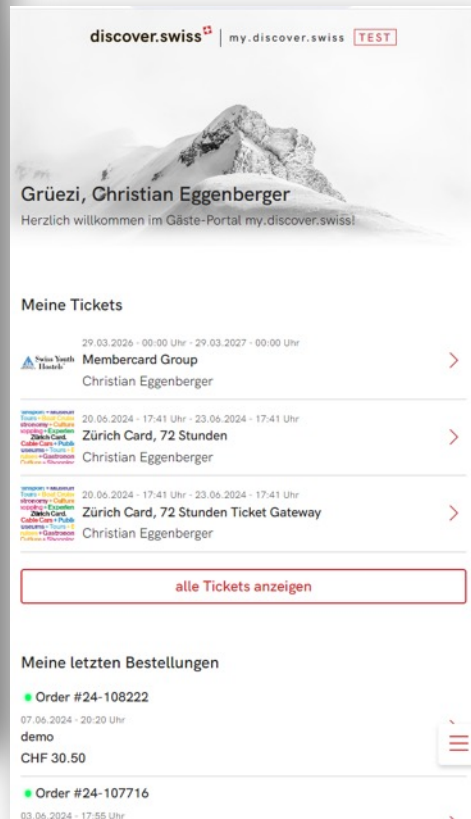 discover.swiss | my.discover.swiss TEST
Grüezi, Christian Eggenberger
Herzlich willkommen im Gäste-Portal my.discover.swiss!
Meine Tickets
29.03.2026 - 00:00 Uhr - 29.03.2027 - 00:00 Uhr
Swiss Youth Hostels
Membercard Group
Christian Eggenberger
20.06.2024 - 17:41 Uhr - 23.06.2024 - 17:41 Uhr
Zürich Card, 72 Stunden
Christian Eggenberger
Zürich Card.
20.06.2024 - 17:41 Uhr - 23.06.2024 - 17:41 Uhr
Zürich Card, 72 Stunden Ticket Gateway
Christian Eggenberger
Zürich Card.
alle Tickets anzeigen
Meine letzten Bestellungen
Order #24-108222
07.06.2024 - 20:20 Uhr
demo
CHF 30.50
Order #24-107716
03.06.2024 - 17:55 Uhr